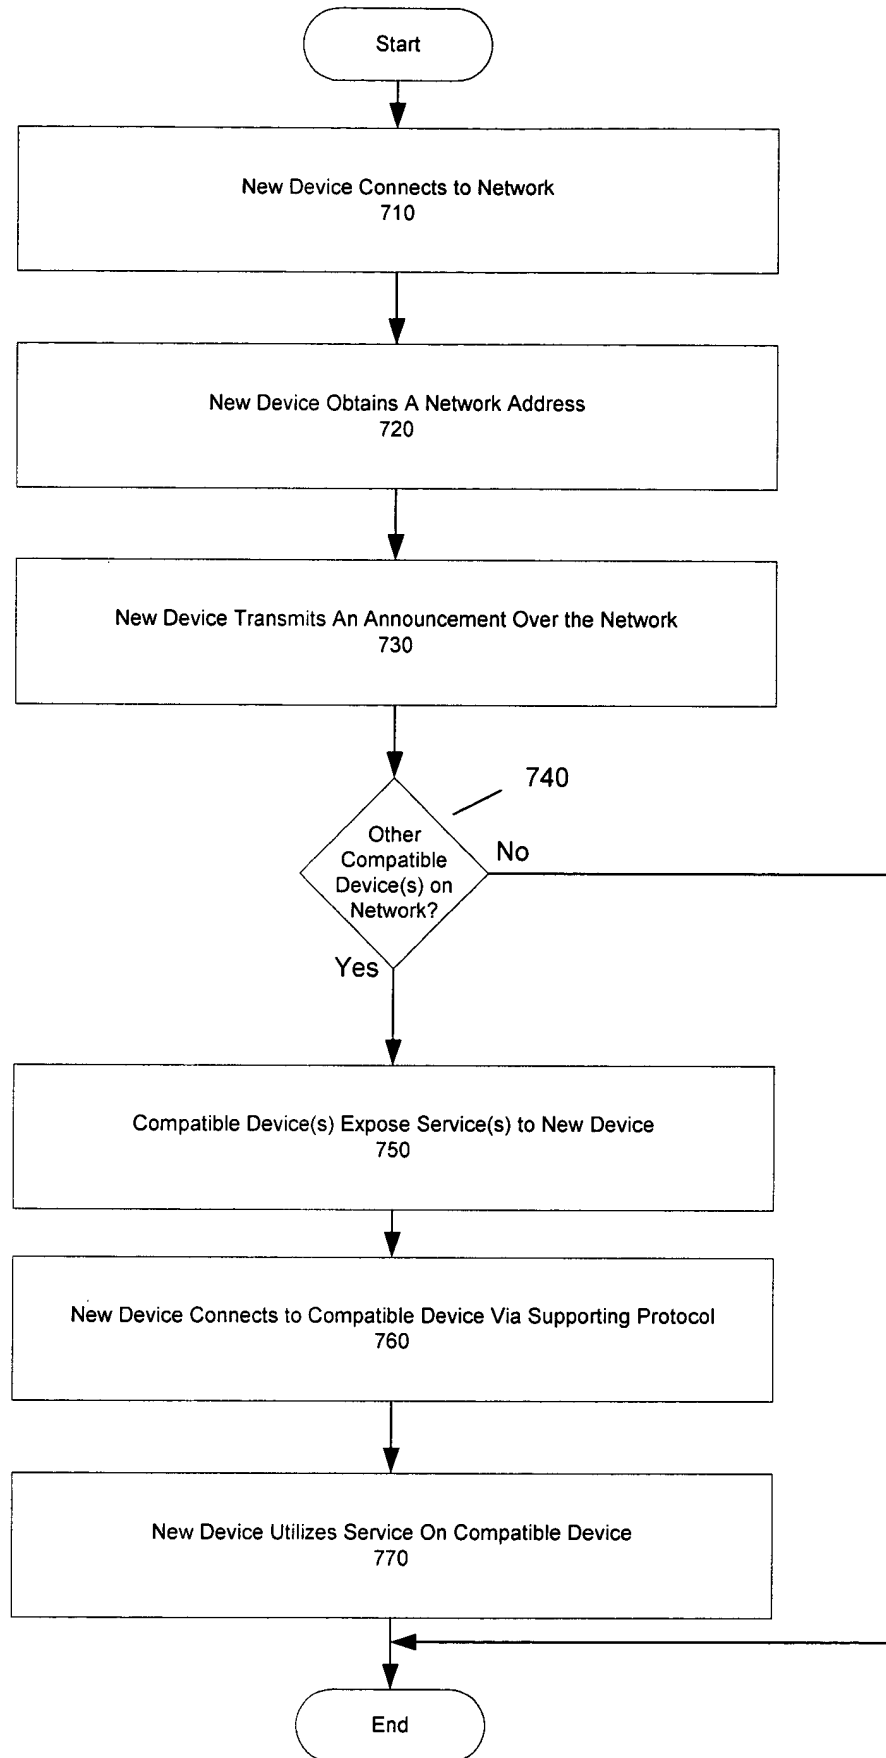 Start
New Device Connects to Network
710
New Device Obtains A Network Address
720
New Device Transmits An Announcement Over the Network
730
740
Other
Compatible
Device(s) on
Network?
No
Yes
Compatible Device(s) Expose Service(s) to New Device
750
New Device Connects to Compatible Device Via Supporting Protocol
760
New Device Utilizes Service On Compatible Device
770
End